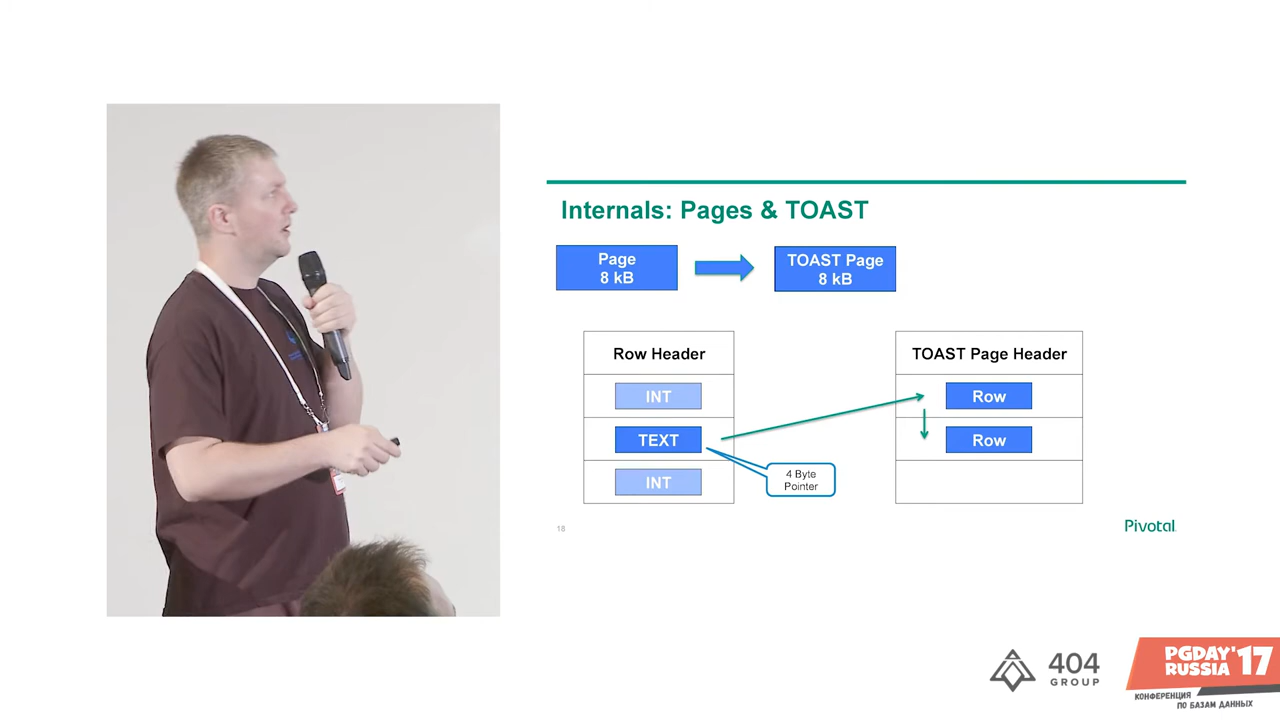 Internals: Pages & TOAST
Page
8 kB
TOAST Page
8 kB
Row Header
INT
TEXT
INT
4 Byte
Pointer
TOAST Page Header
Row
Row
18
Pivotal
404
GROUP
PGDAY'17
RUSSIA
КОНФЕРЕНЦИЯ
ПО БАЗАМ ДАННЫХ